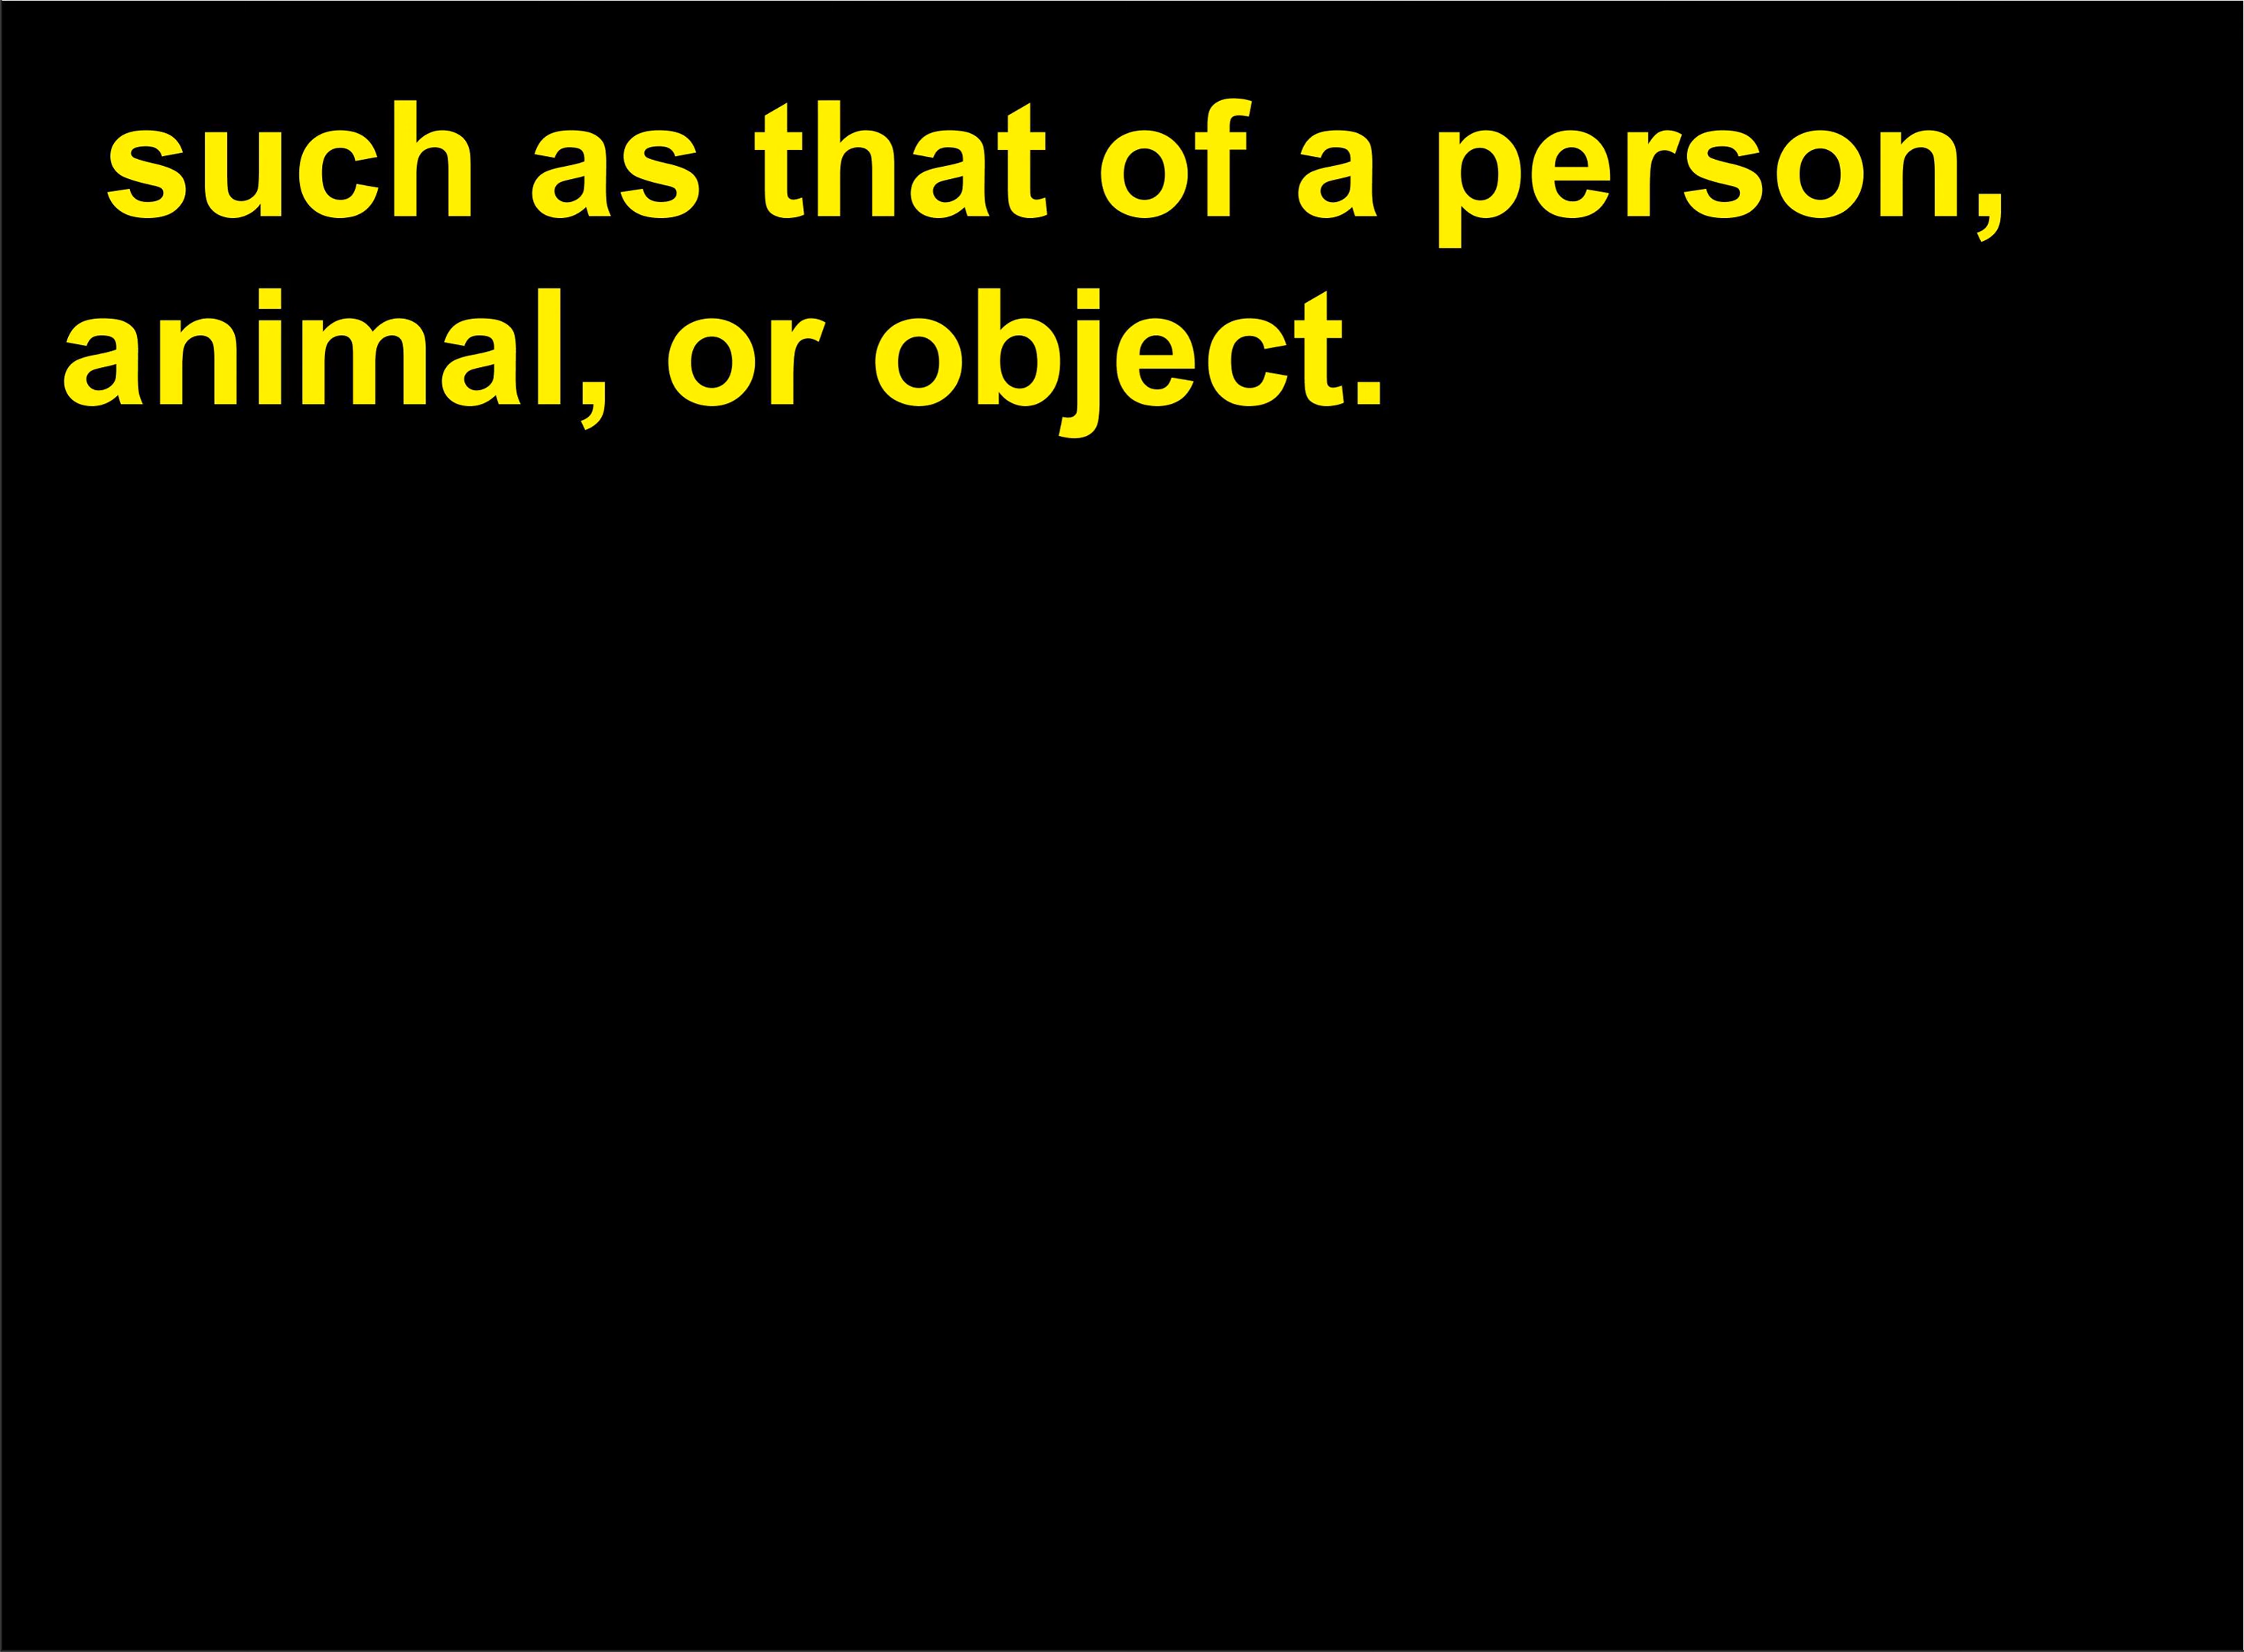 such as that of a person,
animal, or object.